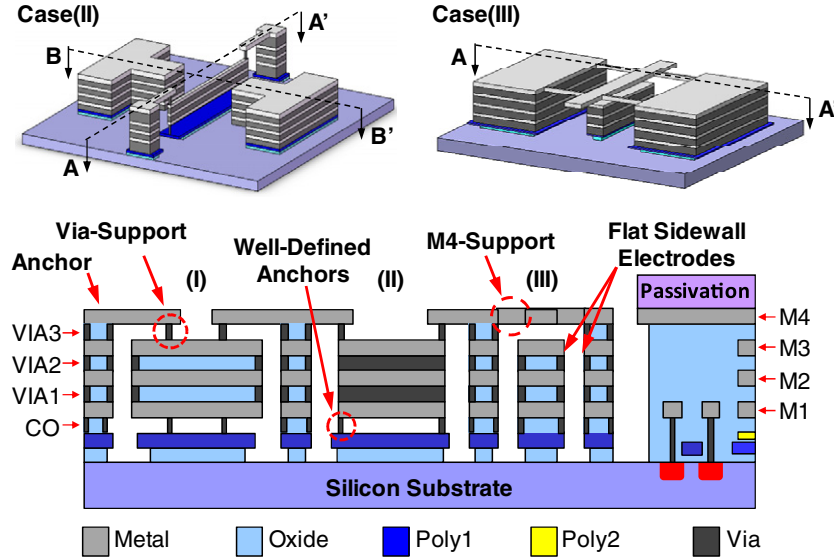 Case(II)
A'
B
B'
A
Case(III)
A
A'
Via-Support
Anchor
(I)
Well-Defined
Anchors
(II)
M4-Support
(III)
Flat Sidewall
Electrodes
Passivation
VIA3
VIA2
VIA1
CO
M4
M3
M2
M1
Silicon Substrate
Metal
Oxide
Poly1
Poly2
Via